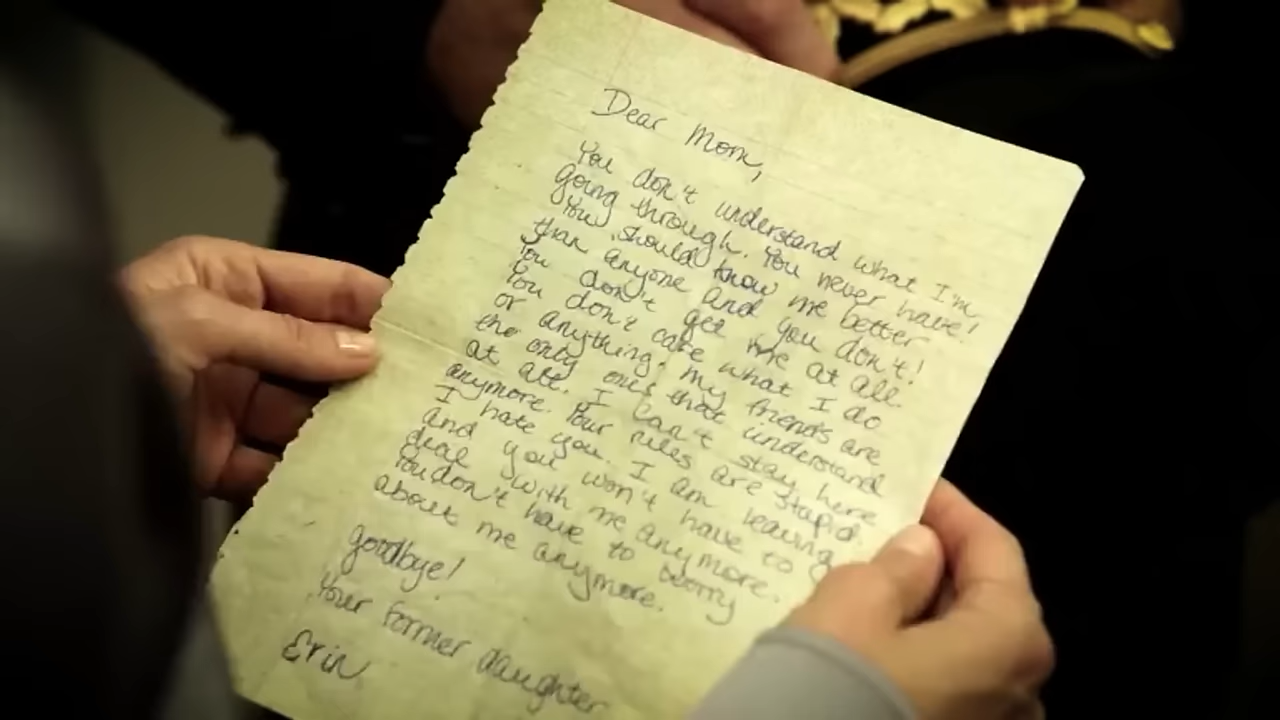 Dear Mom,
You don't understand what I'm
going through. You never have!
You should know me better
than anyone and you don't!
You don't get me at all.
You don't care what I do
or anything. My friends are
the only ones that understand
at all. I can't stay here
anymore. Your rules are stupid.
I hate you. I am leaving
and you won't have to
deal with me anymore.
You don't have to worry
about me anymore.
goodbye!
Your former daughter
Erin